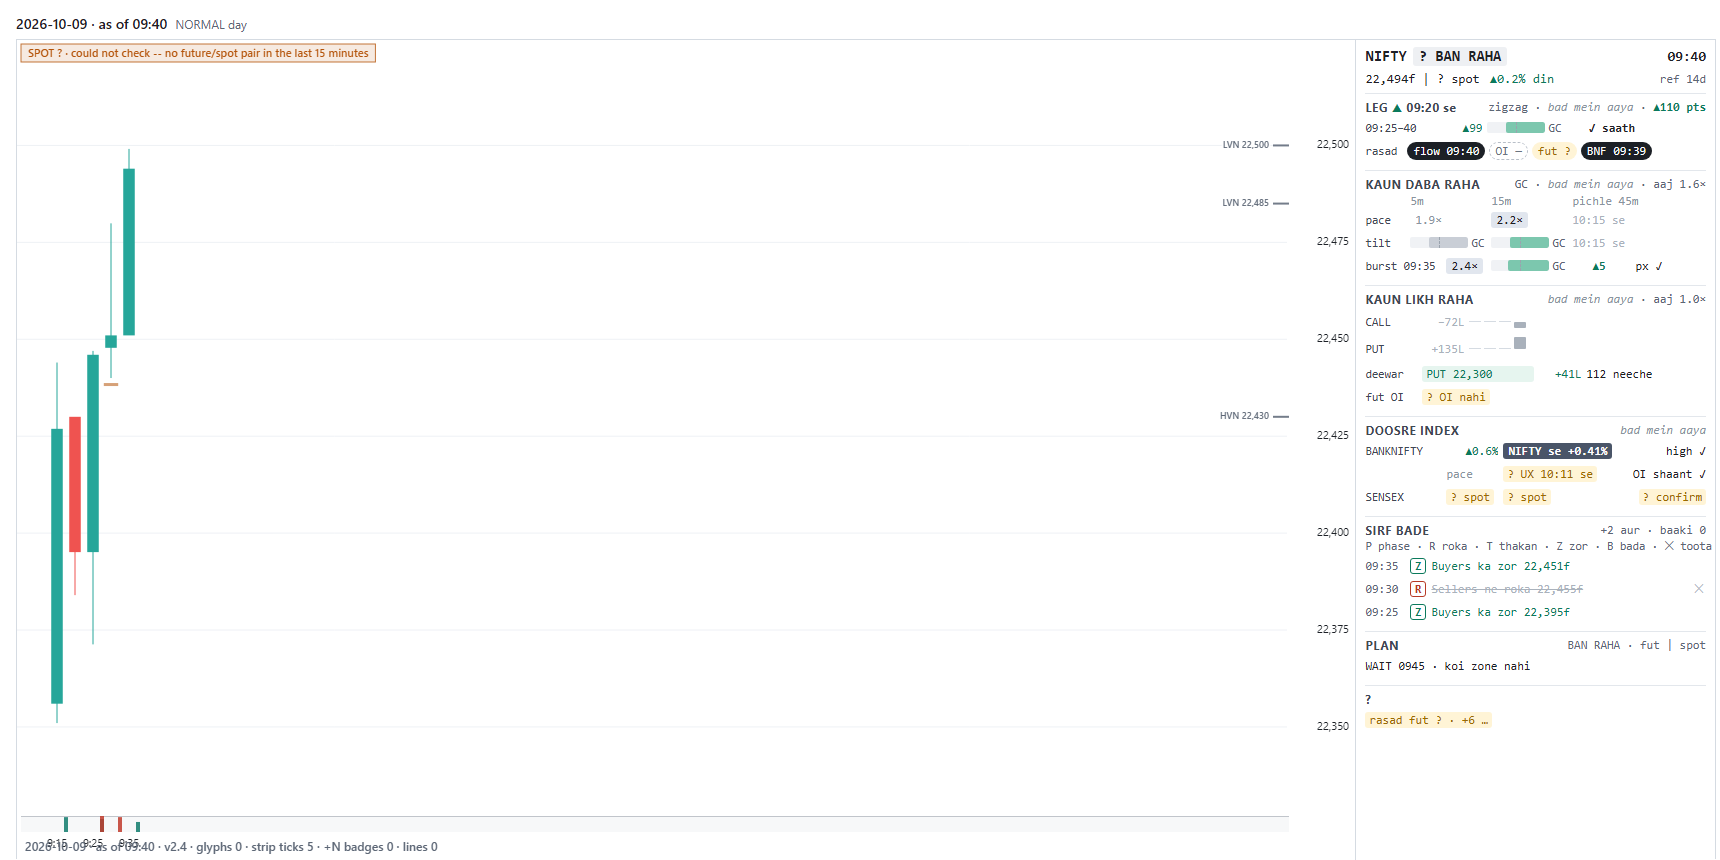 2026-10-09 · as of 09:40 NORMAL day
SPOT ? · could not check -- no future/spot pair in the last 15 minutes
LVN 22,500
LVN 22,485
HVN 22,430
22,500
22,475
22,450
22,425
22,400
22,375
22,350
9:15 9:25 9:35
2026-10-09 · as of 09:40 · v2.4 · glyphs 0 · strip ticks 5 · +N badges 0 · lines 0
NIFTY ? BAN RAHA 09:40
22,494f | ? spot ▲0.2% din ref 14d
LEG ▲ 09:20 se zigzag · bad mein aaya · ▲110 pts
09:25–40 ▲99 GC ✓ saath
rasad flow 09:40 OI — fut ? BNF 09:39
KAUN DABA RAHA GC · bad mein aaya · aaj 1.6×
5m 15m pichle 45m
pace 1.9× 2.2× 10:15 se
tilt GC GC 10:15 se
burst 09:35 2.4× GC ▲5 px ✓
KAUN LIKH RAHA bad mein aaya · aaj 1.0×
CALL −72L
PUT +135L
deewar PUT 22,300 +41L 112 neeche
fut OI ? OI nahi
DOOSRE INDEX bad mein aaya
BANKNIFTY ▲0.6% NIFTY se +0.41% high ✓
pace ? UX 10:11 se OI shaant ✓
SENSEX ? spot ? spot ? confirm
SIRF BADE +2 aur · baaki 0
P phase · R roka · T thakan · Z zor · B bada · ✕ toota
09:35 Z Buyers ka zor 22,451f
09:30 R Sellers ne roka 22,455f ✕
09:25 Z Buyers ka zor 22,395f
PLAN BAN RAHA · fut | spot
WAIT 0945 · koi zone nahi
?
rasad fut ? · +6 …